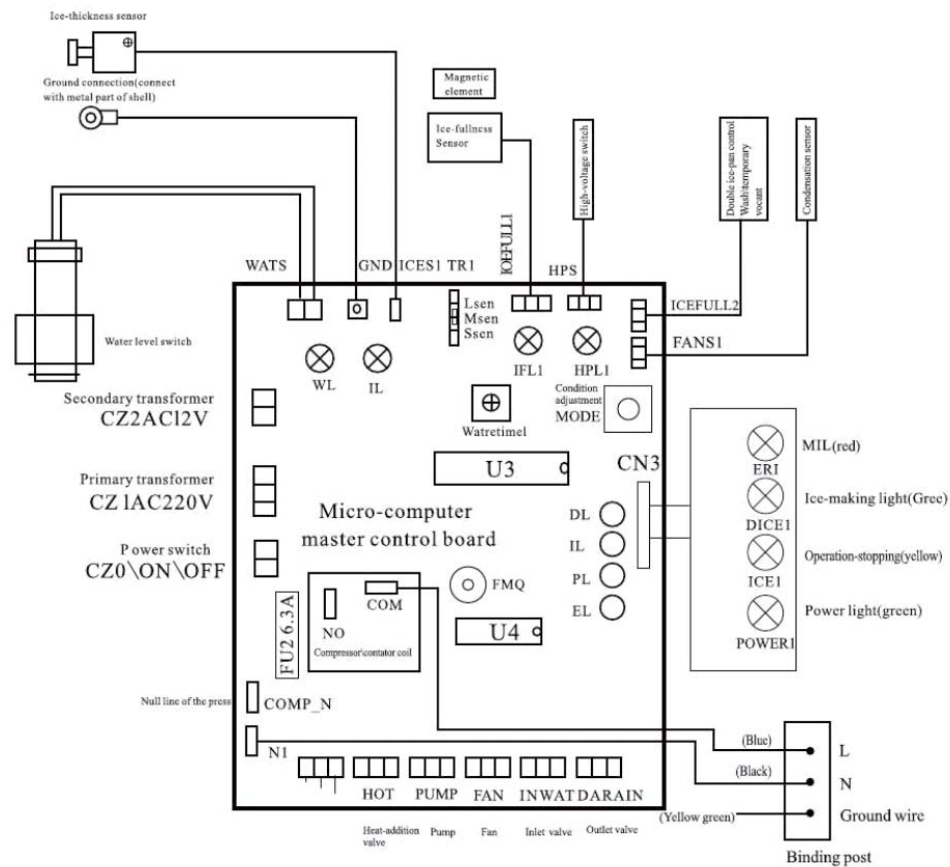 Ice-thickness sensor
Ground connection(connect
with metal part of shell)
Magnetic
element
Ice-fullness
Sensor
High-voltage switch
Double ice-pan control
Wash\temporary
vocant
Condensation sensor
WATS
GND
ICES1
TR1
IOEFULL1
HPS
ICEFULL2
FANS1
Lsen
Msen
Ssen
Water level switch
WL
IL
IFL1
HPL1
Condition
adjustment
MODE
Watretimel
Secondary transformer
CZ2AC12V
Primary transformer
CZ1AC220V
Power switch
CZ0\ON\OFF
U3
CN3
Micro-computer
master control board
DL
IL
PL
EL
FMQ
U4
COM
NO
Compressor\contator coil
FU2 6.3A
MIL(red)
ER1
Ice-making light(Gree)
DICE1
Operation-stopping(yellow)
ICE1
Power light(green)
POWER1
Null line of the press
COMP_N
N1
HOT
PUMP
FAN
INWAT
DARAIN
Heat-addition
valve
Pump
Fan
Inlet valve
Outlet valve
(Blue)
L
(Black)
N
(Yellow green)
Ground wire
Binding post